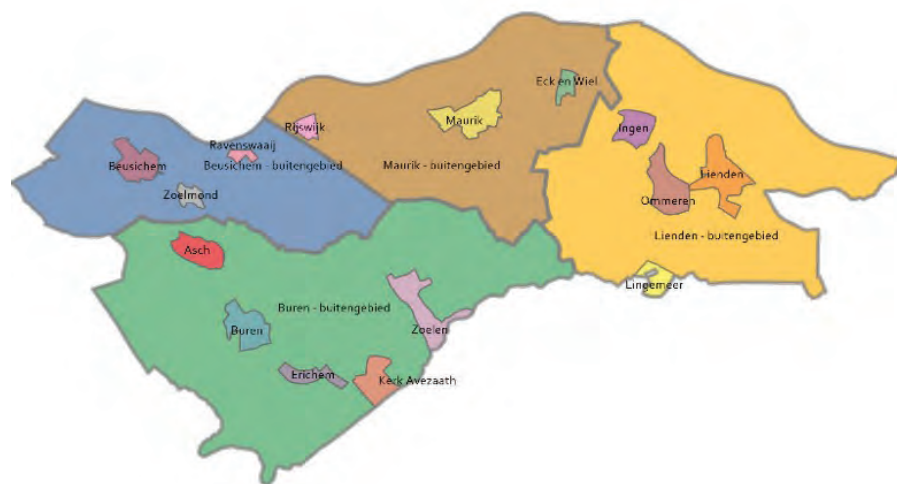 Eck en Wiel
Maurik
Rijswijk
Ingen
Ravenswaaij
Beusichem
Beusichem - buitengebied
Maurik - buitengebied
Lienden
Zoelmond
Ommeren
Lienden - buitengebied
Asch
Lingemeer
Buren - buitengebied
Buren
Zoelen
Erichem
Kerk Avezaath